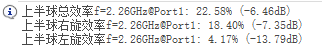 上半球总效率f=2.26GHz@Port1: 22.58% (-6.46dB)
上半球右旋效率f=2.26GHz@Port1: 18.40% (-7.35dB)
上半球左旋效率f=2.26GHz@Port1: 4.17% (-13.79dB)